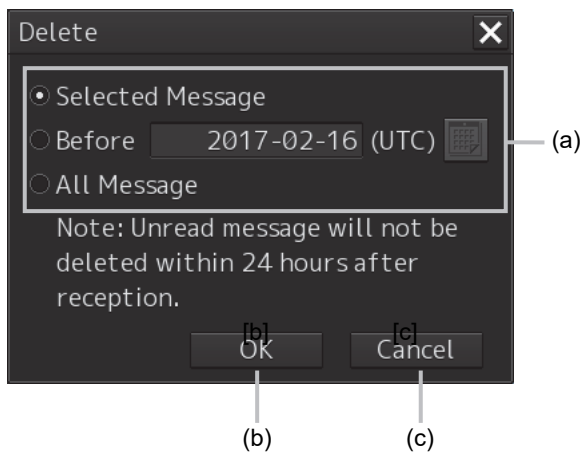 Delete
Selected Message
Before 2017-02-16 (UTC)
(a)
All Message
Note: Unread message will not be
deleted within 24 hours after
reception.
[b] [c]
OK Cancel
(b) (c)